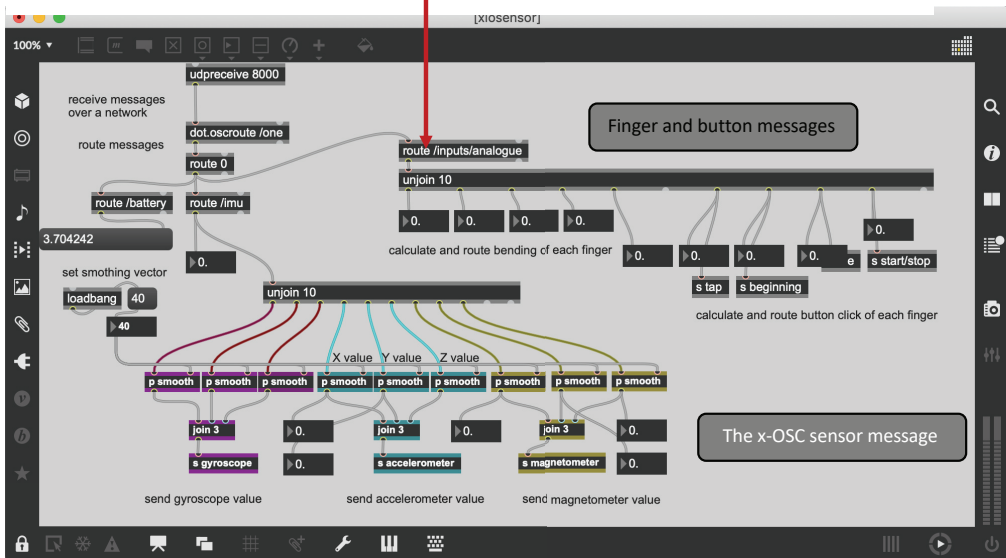 [xiosensor]
100% ▾
udpreceive 8000
receive messages
over a network
dot.oscroute /one
route messages
route 0
route /battery
route /imu
3.704242
0.
set smothing vector
loadbang
40
40
route /inputs/analogue
Finger and button messages
unjoin 10
0.
0.
0.
0.
calculate and route bending of each finger
0.
0.
0.
0.
e
0.
s start/stop
s tap
s beginning
calculate and route button click of each finger
unjoin 10
X value
Y value
Z value
p smooth
p smooth
p smooth
p smooth
p smooth
p smooth
p smooth
p smooth
p smooth
join 3
0.
join 3
0.
join 3
0.
s gyroscope
0.
s accelerometer
s magnetometer
0.
The x-OSC sensor message
send gyroscope value
send accelerometer value
send magnetometer value